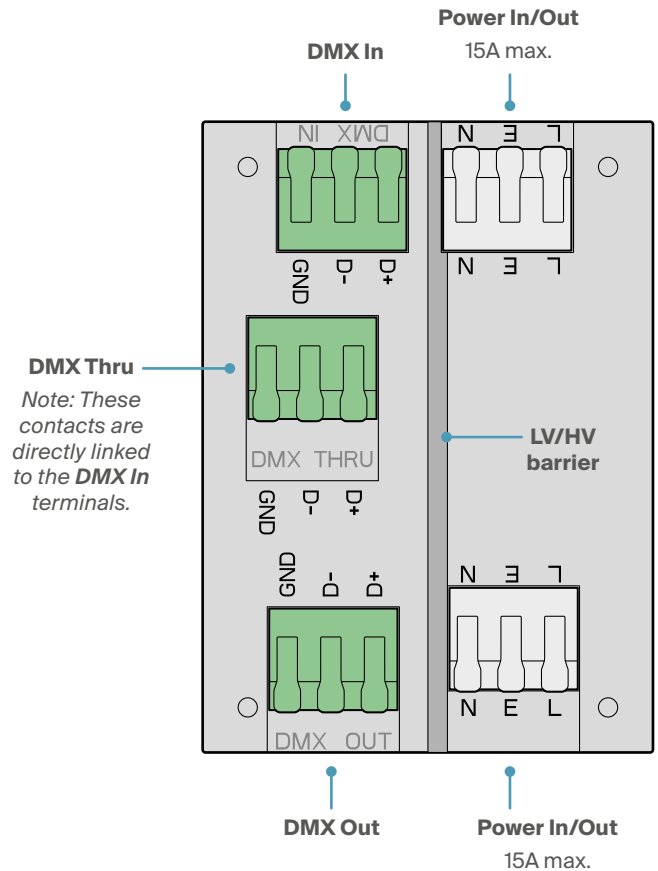 Power In/Out
15A max.
DMX In
DMX IN
N E L
GND D- D+
N E L
DMX Thru
Note: These
contacts are
directly linked
to the DMX In
terminals.
DMX THRU
LV/HV
barrier
GND D- D+
GND D- D+
N E L
N E L
DMX OUT
DMX Out
Power In/Out
15A max.